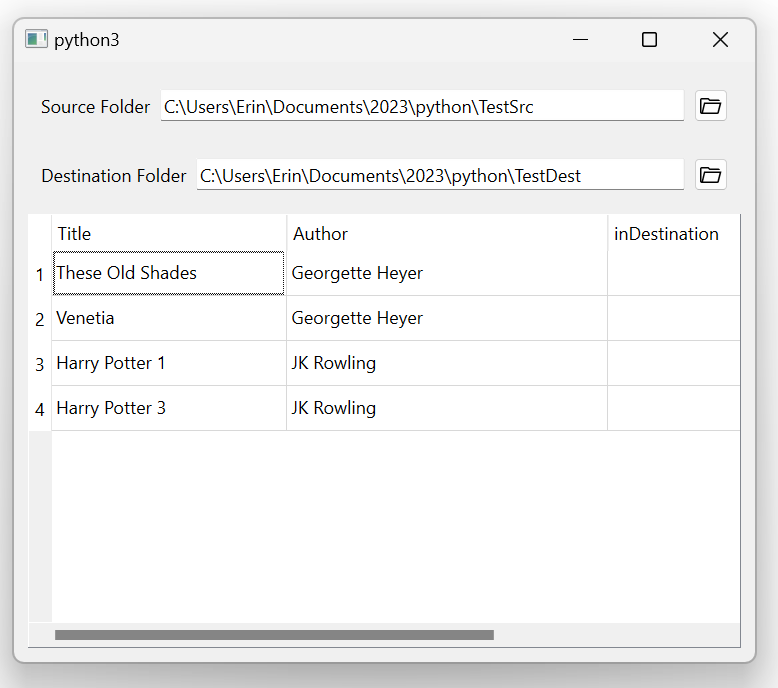 python3
Source Folder C:\Users\Erin\Documents\2023\python\TestSrc
Destination Folder C:\Users\Erin\Documents\2023\python\TestDest
Title Author inDestination
1 These Old Shades Georgette Heyer
2 Venetia Georgette Heyer
3 Harry Potter 1 JK Rowling
4 Harry Potter 3 JK Rowling